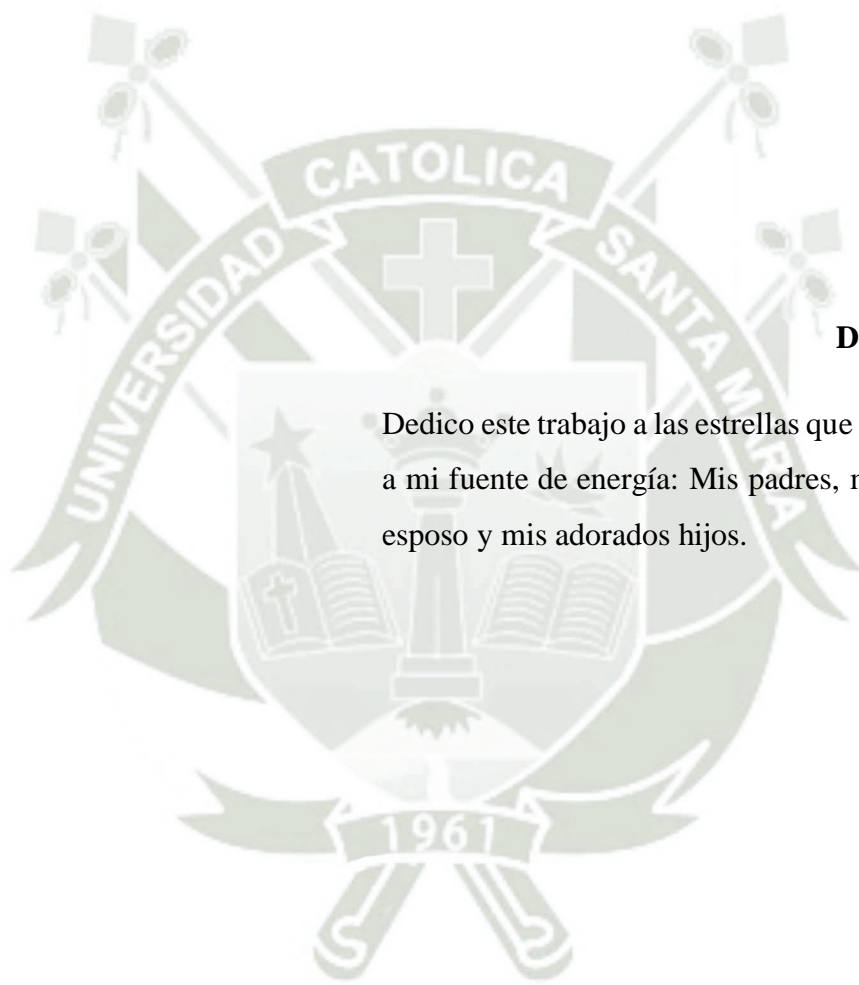 CATOLICA
UNIVERSIDAD
SANTA MARIA
D
Dedico este trabajo a las estrellas que
a mi fuente de energía: Mis padres,
esposo y mis adorados hijos.
1961